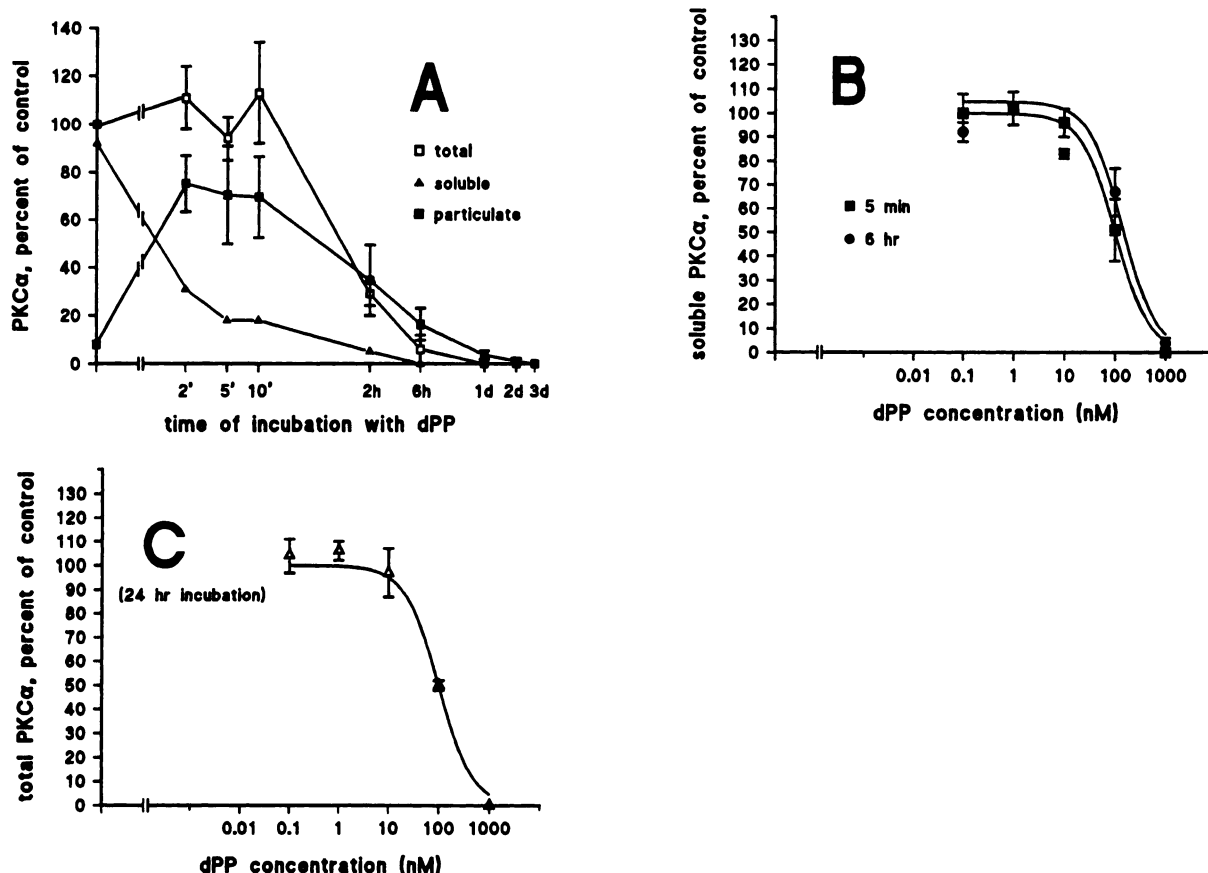 A
PKCα, percent of control
140
120
100
80
60
40
20
0
total
soluble
particulate
2' 5' 10' 2h 6h 1d 2d 3d
time of incubation with dPP
B
soluble PKCα, percent of control
130
120
110
100
90
80
70
60
50
40
30
20
10
0
5 min
6 hr
0.01 0.1 1 10 100 1000
dPP concentration (nM)
C
(24 hr incubation)
total PKCα, percent of control
130
120
110
100
90
80
70
60
50
40
30
20
10
0
0.01 0.1 1 10 100 1000
dPP concentration (nM)